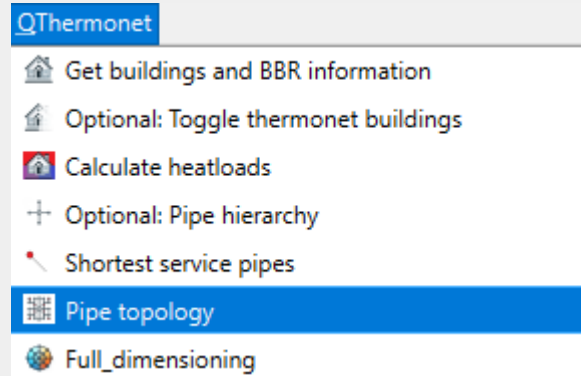 QThermonet
Get buildings and BBR information
Optional: Toggle thermonet buildings
Calculate heatloads
Optional: Pipe hierarchy
Shortest service pipes
Pipe topology
Full_dimensioning